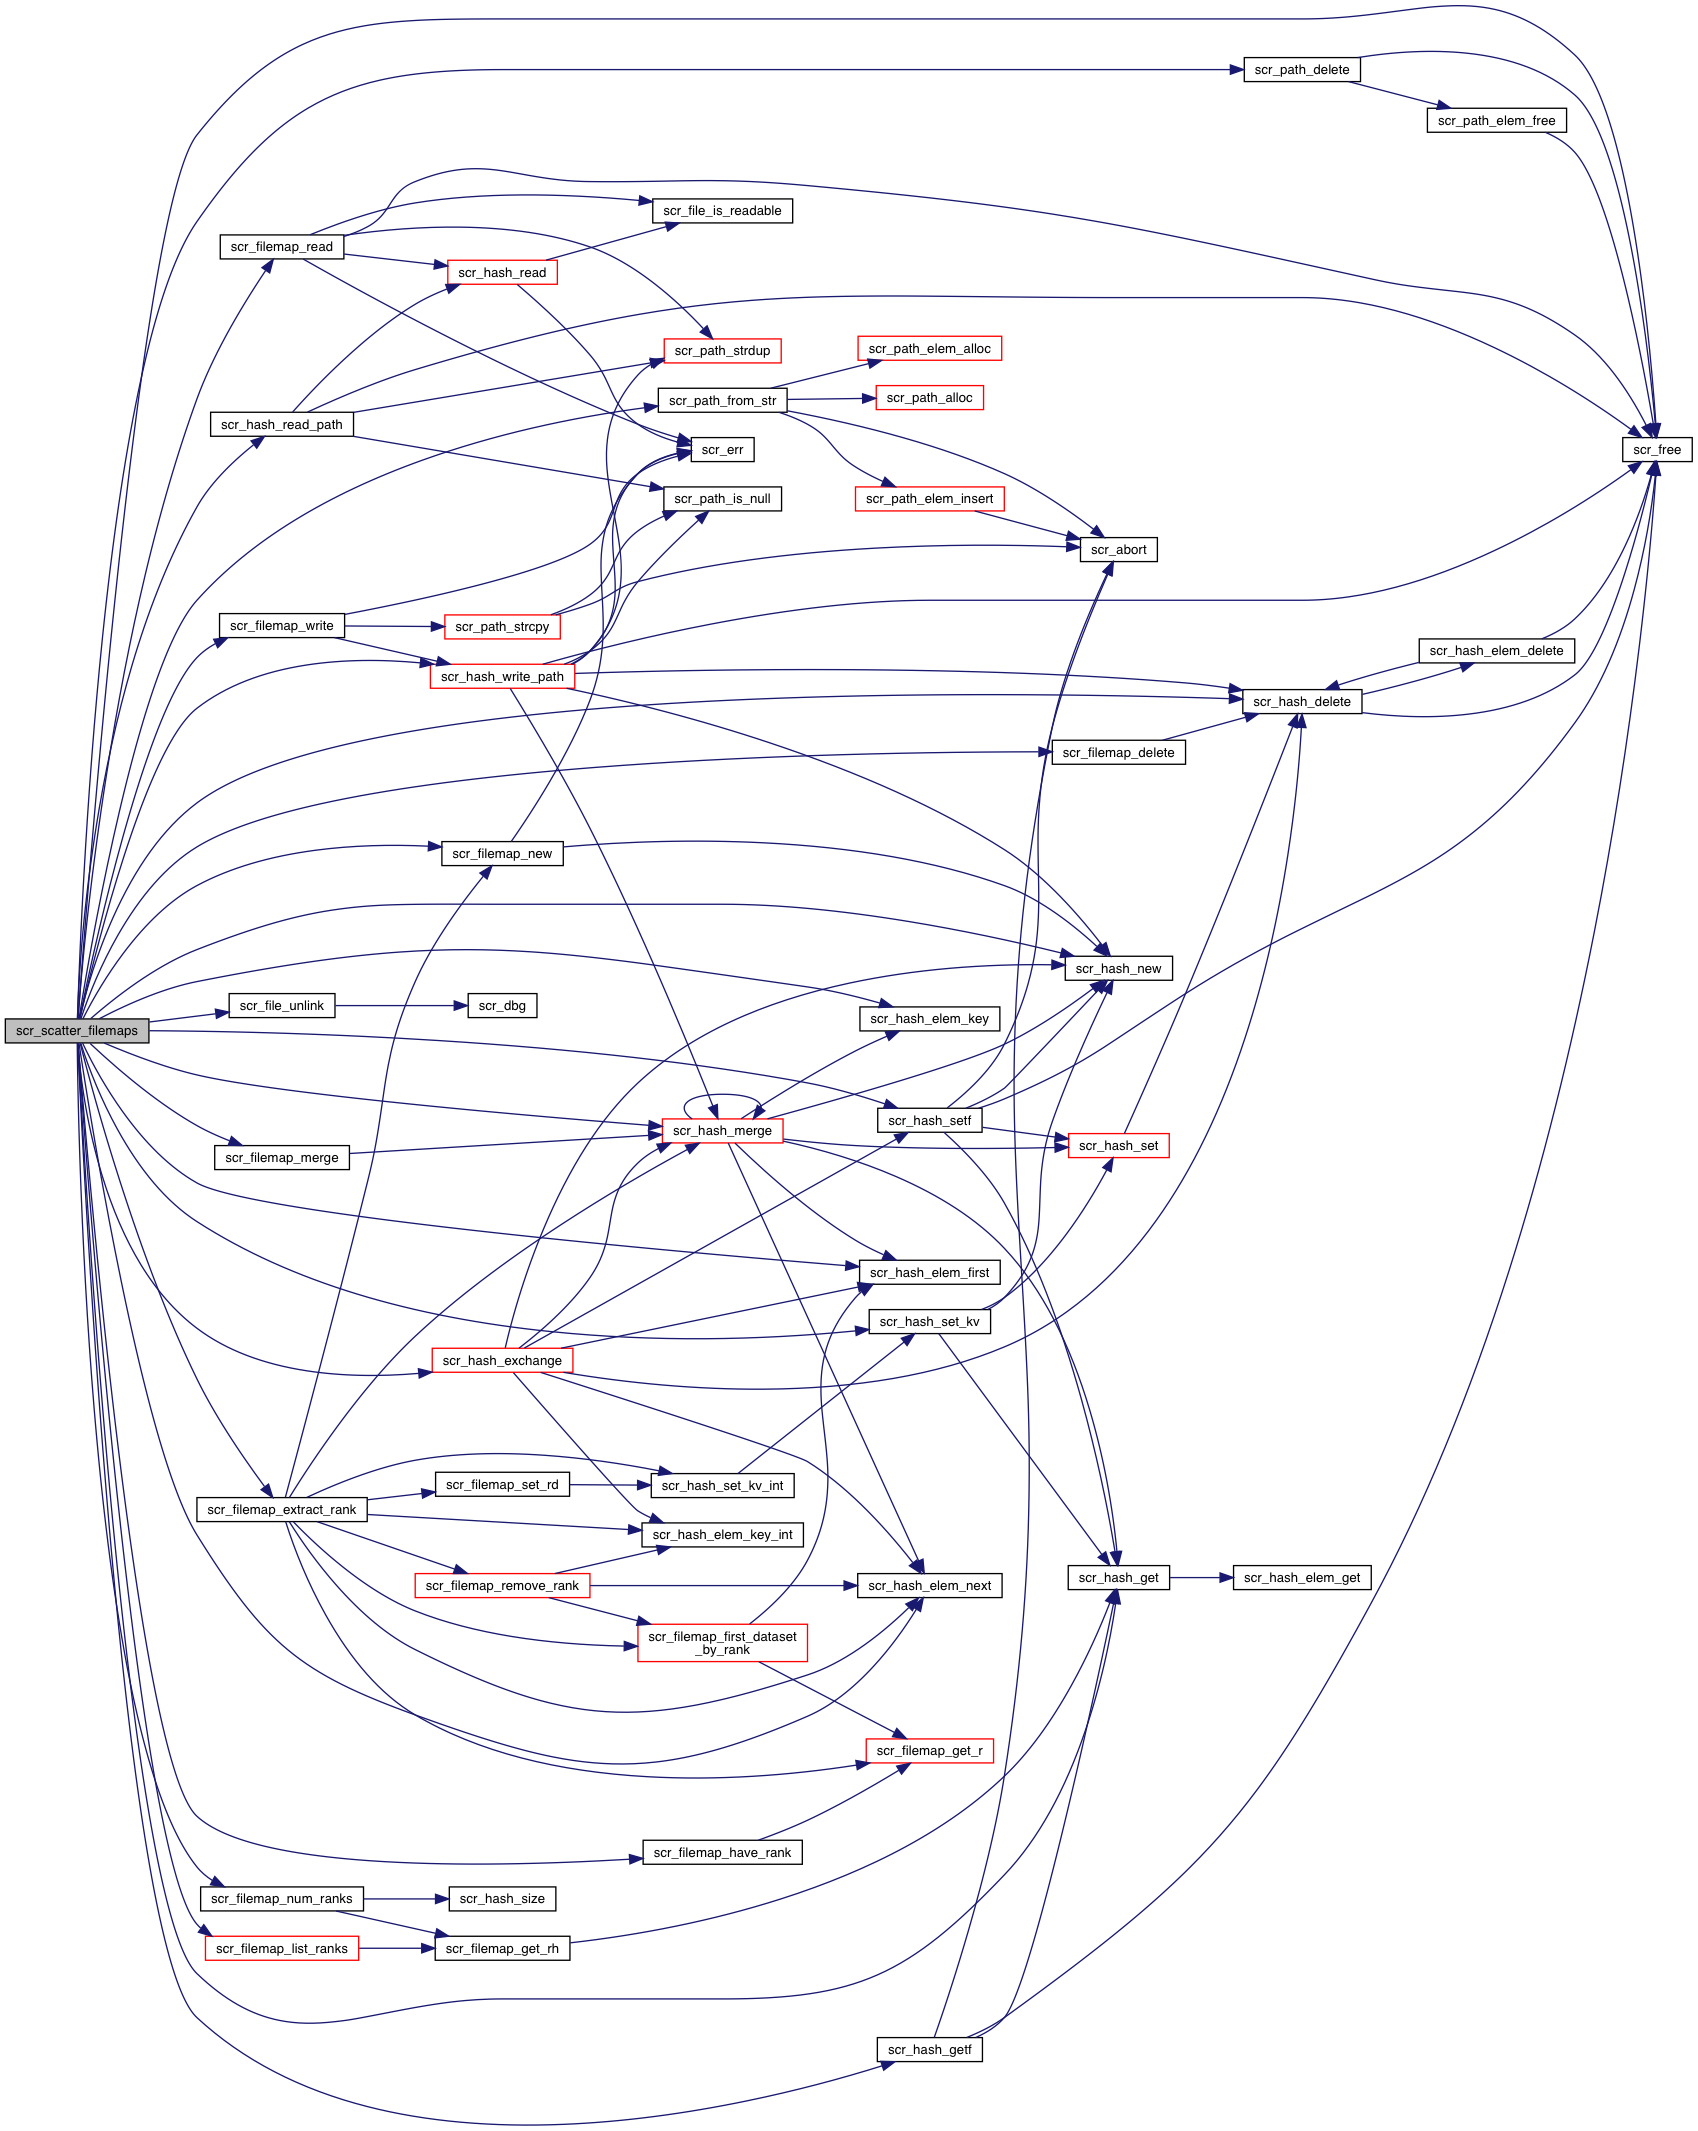 scr_path_delete
scr_path_elem_free
scr_file_is_readable
scr_filemap_read
scr_hash_read
scr_path_elem_alloc
scr_path_strdup
scr_path_alloc
scr_path_from_str
scr_hash_read_path
scr_err
scr_free
scr_path_is_null
scr_path_elem_insert
scr_abort
scr_filemap_write
scr_path_strcpy
scr_hash_elem_delete
scr_hash_write_path
scr_hash_delete
scr_filemap_delete
scr_filemap_new
scr_hash_new
scr_file_unlink
scr_dbg
scr_hash_elem_key
scr_scatter_filemaps
scr_hash_setf
scr_hash_merge
scr_hash_set
scr_filemap_merge
scr_hash_elem_first
scr_hash_set_kv
scr_hash_exchange
scr_filemap_set_rd
scr_hash_set_kv_int
scr_filemap_extract_rank
scr_hash_elem_key_int
scr_hash_get
scr_hash_elem_get
scr_filemap_remove_rank
scr_hash_elem_next
scr_filemap_first_dataset
_by_rank
scr_filemap_get_r
scr_filemap_have_rank
scr_filemap_num_ranks
scr_hash_size
scr_filemap_list_ranks
scr_filemap_get_rh
scr_hash_getf